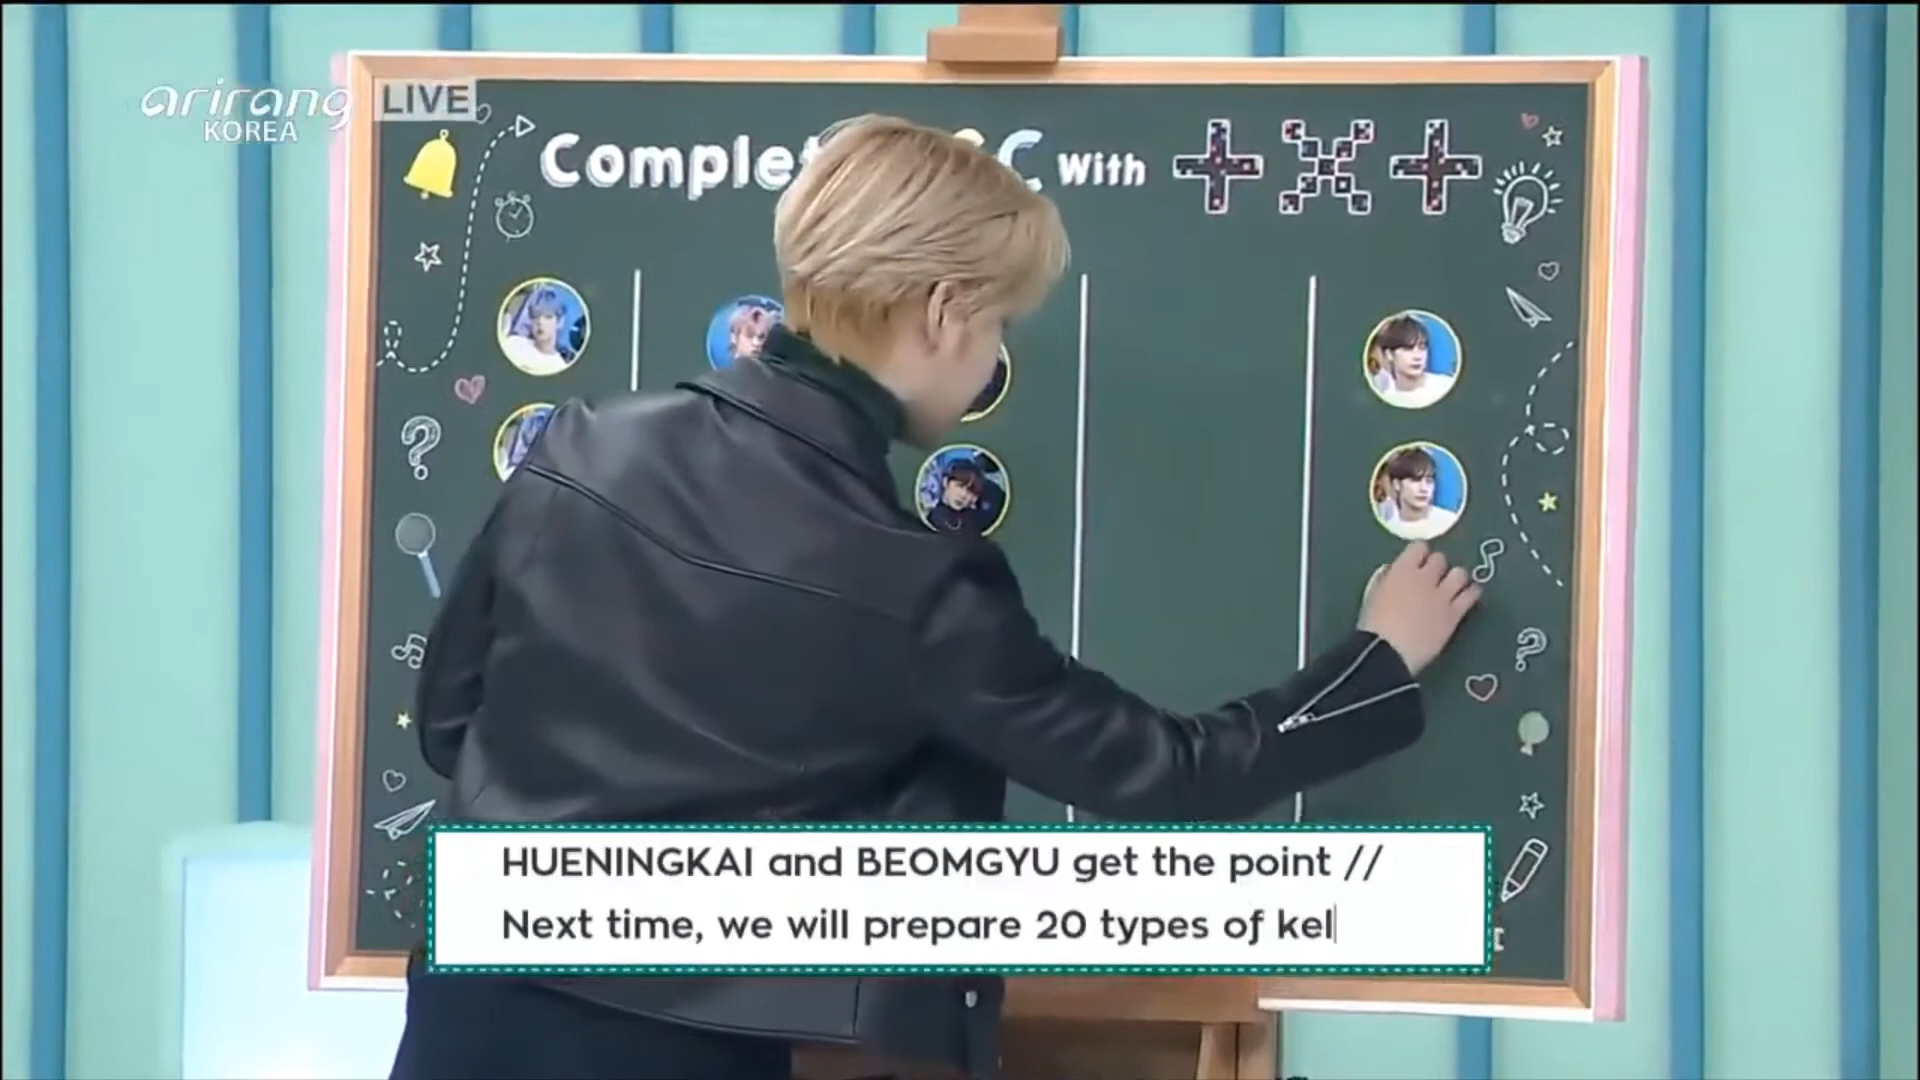 arirang LIVE
KOREA
Comple
C With + X +
HUENINGKAI and BEOMGYU get the point //
Next time, we will prepare 20 types of kel